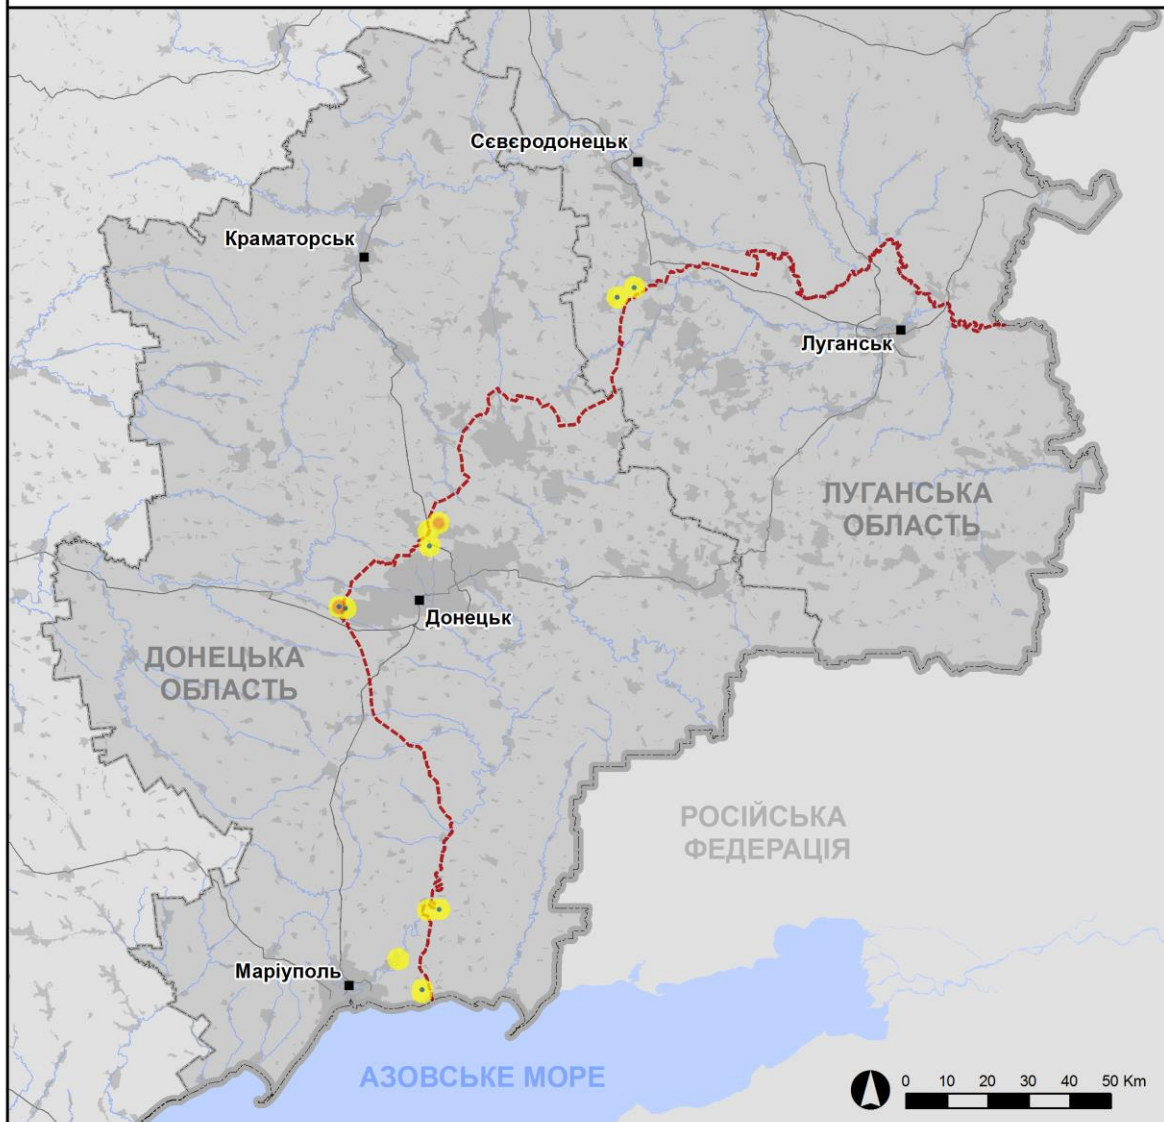 Сєвєродонецьк
Краматорськ
Луганськ
ЛУГАНСЬКА
ОБЛАСТЬ
Донецьк
ДОНЕЦЬКА
ОБЛАСТЬ
РОСІЙСЬКА
ФЕДЕРАЦІЯ
Маріуполь
АЗОВСЬКЕ МОРЕ
0 10 20 30 40 50 Km